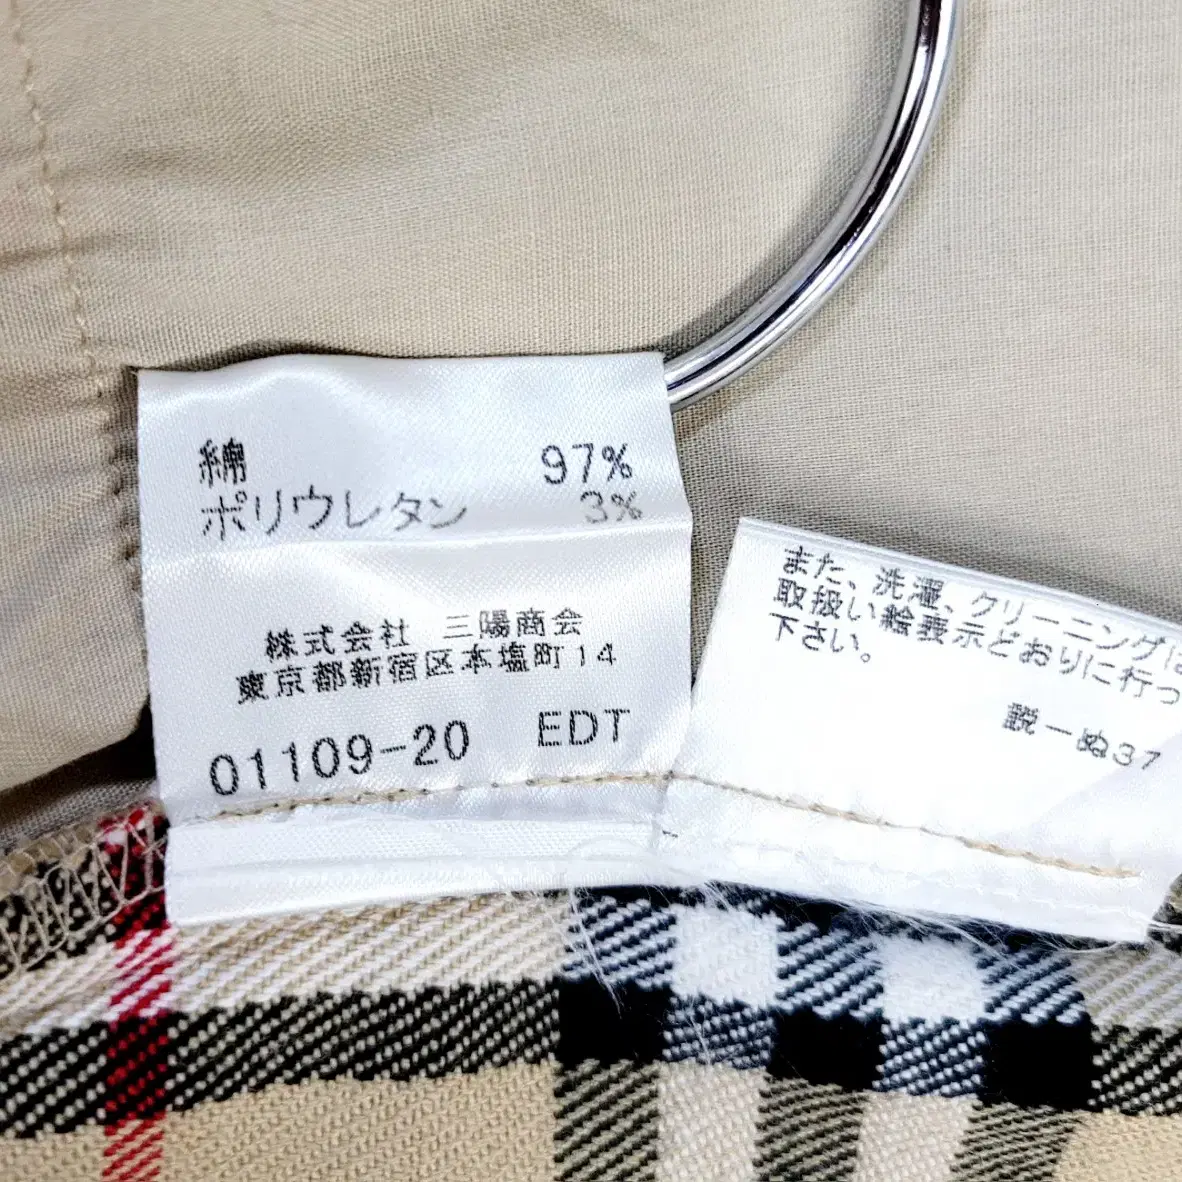 綿 97%
ポリウレタン 3%
株式会社 三陽商会
東京都新宿区本塩町14
01109-20 EDT
また、洗濯、クリーニングに
取扱い絵表示どおりに行っ
下さい。
説ーぬ37